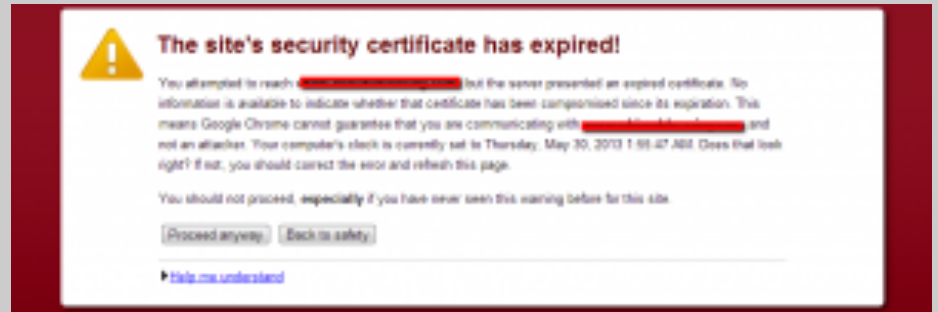 The site's security certificate has expired!
You attempted to reach but the server presented an expired certificate. No
information is available to indicate whether that certificate has been compromised since its expiration. This
means Google Chrome cannot guarantee that you are communicating with and
not an attacker. Your computer's clock is currently set to Thursday, May 30, 2013 1:55:47 AM. Does that look
right? If not, you should correct the error and refresh this page.
You should not proceed, especially if you have never seen this warning before for this site.
Proceed anyway Back to safety
Help me understand